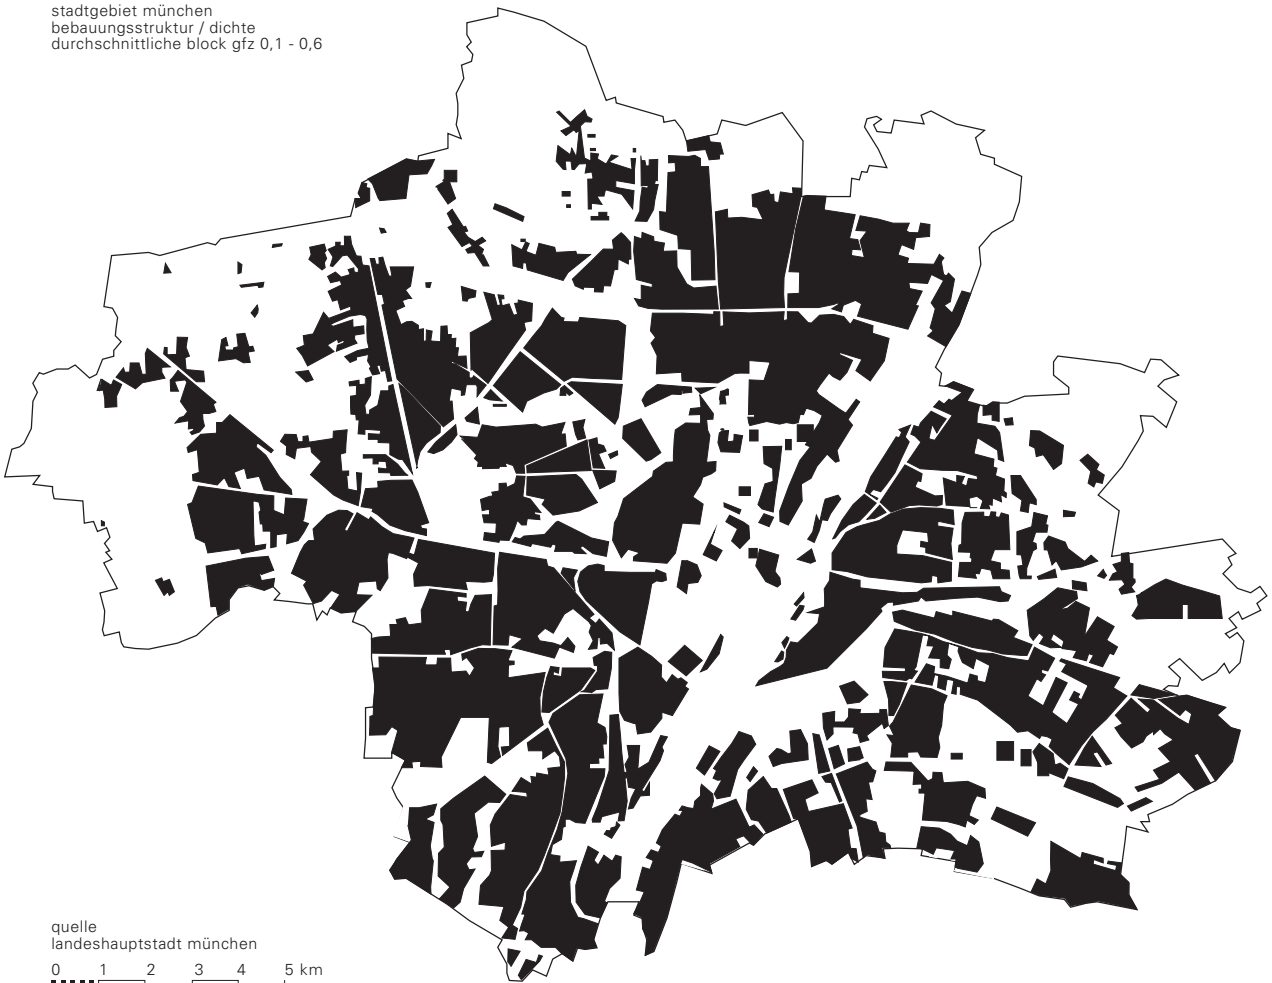 stadtgebiet münchen
bebauungsstruktur / dichte
durchschnittliche block gfz 0,1 - 0,6
quelle
landeshauptstadt münchen
0 1 2 3 4 5 km